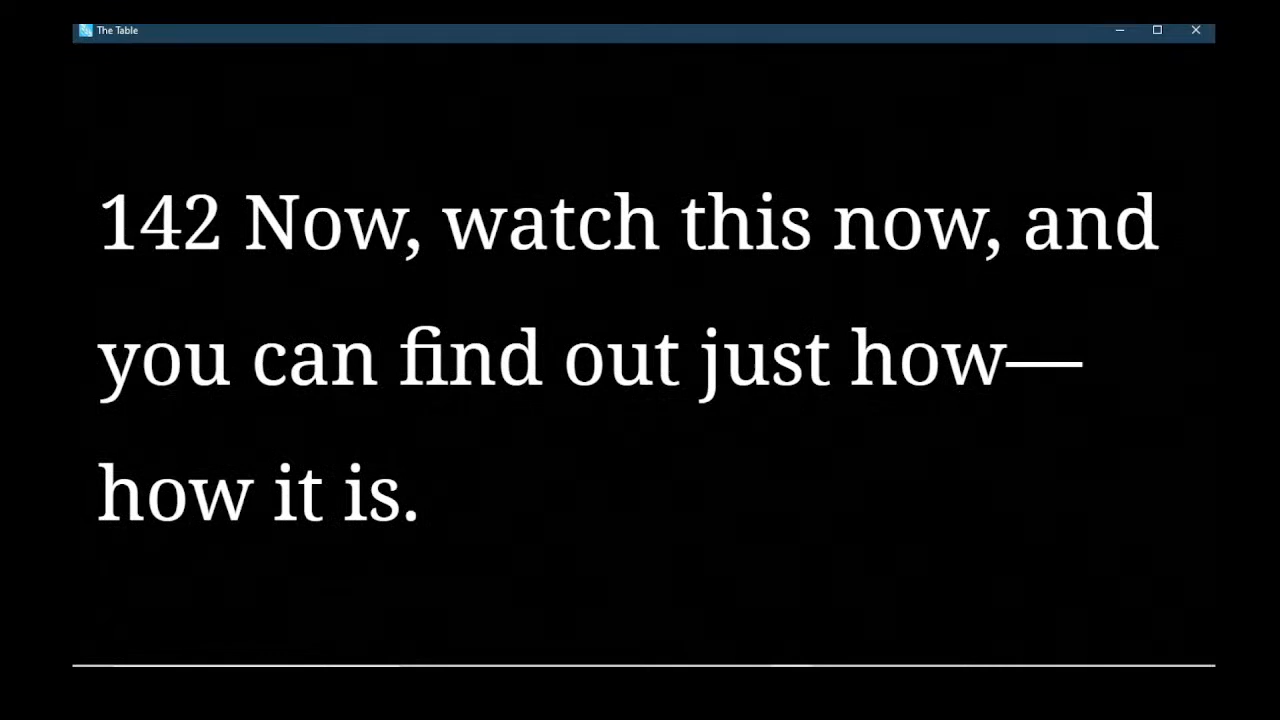 The Table
142 Now, watch this now, and
you can find out just how—
how it is.